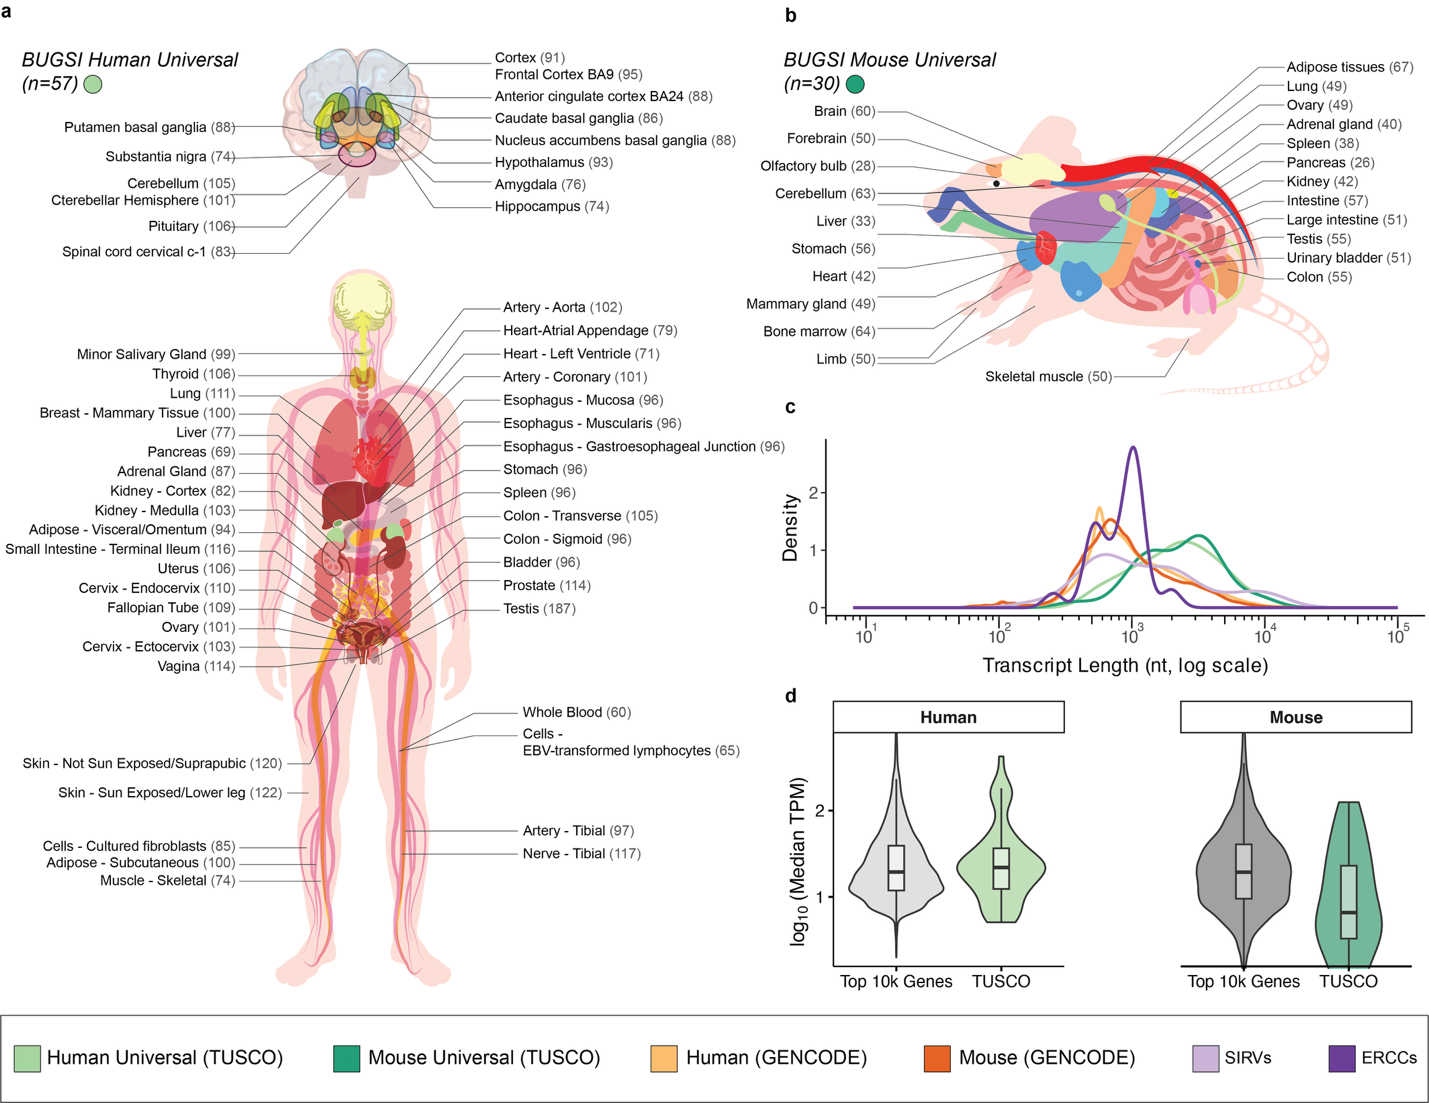 a
BUGSI Human Universal
(n=57)
Putamen basal ganglia (88)
Substantia nigra (74)
Cerebellum (105)
Cterebellar Hemisphere (101)
Pituitary (106)
Spinal cord cervical c-1 (83)
Cortex (91)
Frontal Cortex BA9 (95)
Anterior cingulate cortex BA24 (88)
Caudate basal ganglia (86)
Nucleus accumbens basal ganglia (88)
Hypothalamus (93)
Amygdala (76)
Hippocampus (74)
Minor Salivary Gland (99)
Thyroid (106)
Lung (111)
Breast - Mammary Tissue (100)
Liver (77)
Pancreas (69)
Adrenal Gland (87)
Kidney - Cortex (82)
Kidney - Medulla (103)
Adipose - Visceral/Omentum (94)
Small Intestine - Terminal Ileum (116)
Uterus (106)
Cervix - Endocervix (110)
Fallopian Tube (109)
Ovary (101)
Cervix - Ectocervix (103)
Vagina (114)
Skin - Not Sun Exposed/Suprapubic (120)
Skin - Sun Exposed/Lower leg (122)
Cells - Cultured fibroblasts (85)
Adipose - Subcutaneous (100)
Muscle - Skeletal (74)
Artery - Aorta (102)
Heart-Atrial Appendage (79)
Heart - Left Ventricle (71)
Artery - Coronary (101)
Esophagus - Mucosa (96)
Esophagus - Muscularis (96)
Esophagus - Gastroesophageal Junction (96)
Stomach (96)
Spleen (96)
Colon - Transverse (105)
Colon - Sigmoid (96)
Bladder (96)
Prostate (114)
Testis (187)
Whole Blood (60)
Cells -
EBV-transformed lymphocytes (65)
Artery - Tibial (97)
Nerve - Tibial (117)
b
BUGSI Mouse Universal
(n=30)
Brain (60)
Forebrain (50)
Olfactory bulb (28)
Cerebellum (63)
Liver (33)
Stomach (56)
Heart (42)
Mammary gland (49)
Bone marrow (64)
Limb (50)
Skeletal muscle (50)
Adipose tissues (67)
Lung (49)
Ovary (49)
Adrenal gland (40)
Spleen (38)
Pancreas (26)
Kidney (42)
Intestine (57)
Large intestine (51)
Testis (55)
Urinary bladder (51)
Colon (55)
c
Density
2
1
0
10^1 10^2 10^3 10^4 10^5
Transcript Length (nt, log scale)
d
Human Mouse
log10 (Median TPM)
2
1
Top 10k Genes TUSCO Top 10k Genes TUSCO
Human Universal (TUSCO) Mouse Universal (TUSCO) Human (GENCODE) Mouse (GENCODE) SIRVs ERCCs